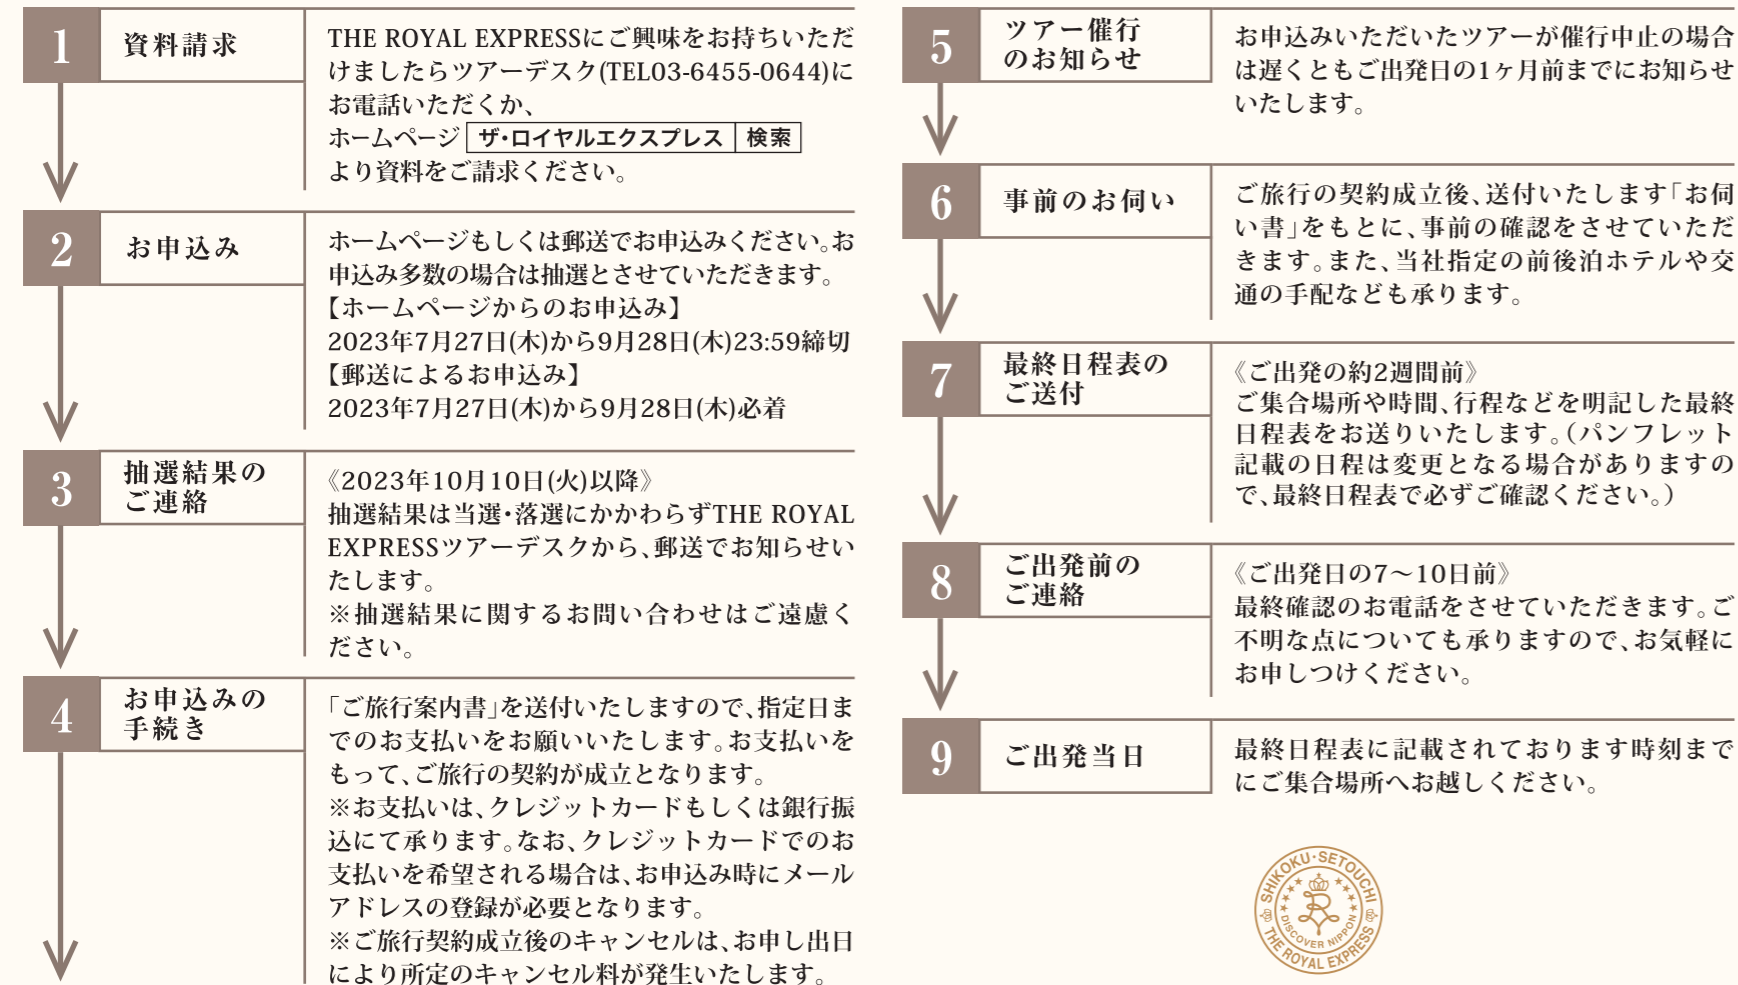 1
資料請求
THE ROYAL EXPRESSにご興味をお持ちいただ
けましたらツアーデスク(TEL03-6455-0644)に
お電話いただくか、
ホームページ ザ・ロイヤルエクスプレス 検索
より資料をご請求ください。
2
お申込み
ホームページもしくは郵送でお申込みください。お
申込み多数の場合は抽選とさせていただきます。
【ホームページからのお申込み】
2023年7月27日(木)から9月28日(木)23:59締切
【郵送によるお申込み】
2023年7月27日(木)から9月28日(木)必着
3
抽選結果の
ご連絡
《2023年10月10日(火)以降》
抽選結果は当選・落選にかかわらずTHE ROYAL
EXPRESSツアーデスクから、郵送でお知らせい
たします。
※抽選結果に関するお問い合わせはご遠慮く
ださい。
4
お申込みの
手続き
「ご旅行案内書」を送付いたしますので、指定日ま
でのお支払いをお願いいたします。お支払いを
もって、ご旅行の契約が成立となります。
※お支払いは、クレジットカードもしくは銀行振
込にて承ります。なお、クレジットカードでのお
支払いを希望される場合は、お申込み時にメール
アドレスの登録が必要となります。
※ご旅行契約成立後のキャンセルは、お申し出日
により所定のキャンセル料が発生いたします。
5
ツアー催行
のお知らせ
お申込みいただいたツアーが催行中止の場合
は遅くともご出発日の1ヶ月前までにお知らせ
いたします。
6
事前のお伺い
ご旅行の契約成立後、送付いたします「お伺
い書」をもとに、事前の確認をさせていただ
きます。また、当社指定の前後泊ホテルや交
通の手配なども承ります。
7
最終日程表の
ご送付
《ご出発の約2週間前》
ご集合場所や時間、行程などを明記した最終
日程表をお送りいたします。(パンフレット
記載の日程は変更となる場合がありますの
で、最終日程表で必ずご確認ください。)
8
ご出発前の
ご連絡
《ご出発日の7〜10日前》
最終確認のお電話をさせていただきます。ご
不明な点についても承りますので、お気軽に
お申しつけください。
9
ご出発当日
最終日程表に記載されております時刻まで
にご集合場所へお越しください。
SHIKOKU・SETOUCHI
DISCOVER NIPPON
THE ROYAL EXPRESS